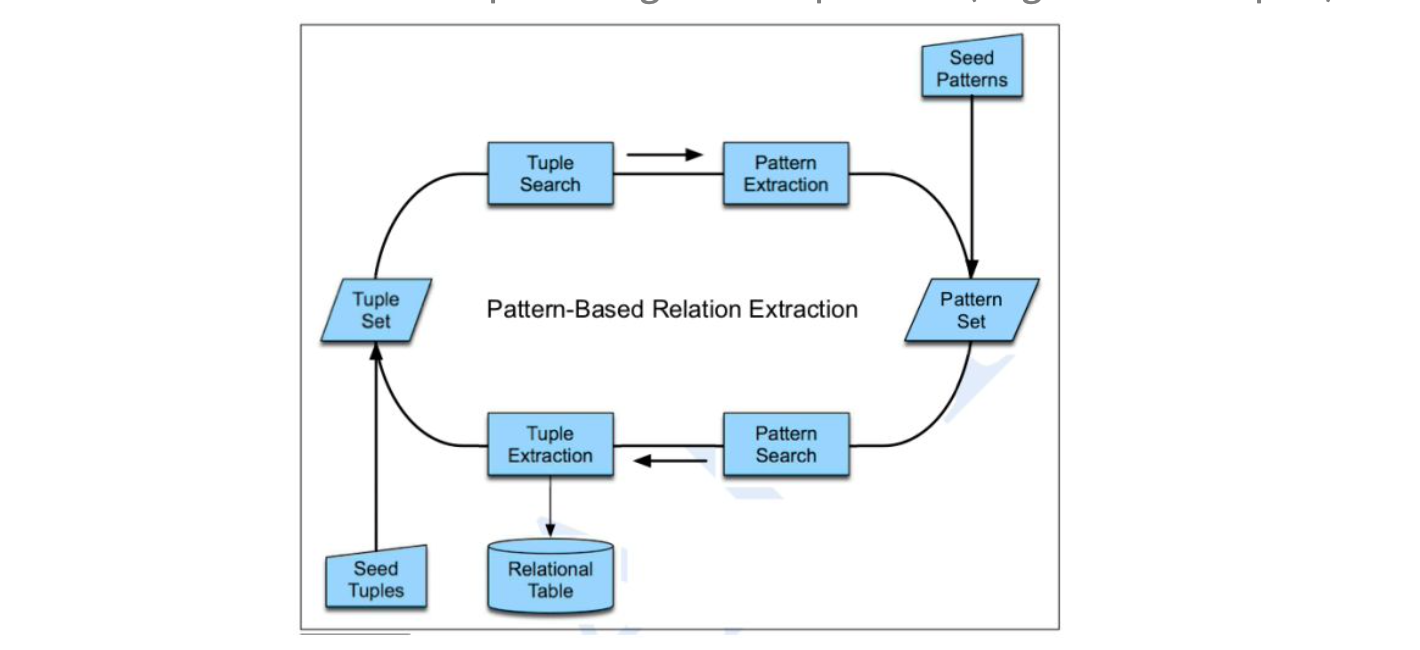 Seed
Patterns
Tuple
Search
Pattern
Extraction
Tuple
Set
Pattern-Based Relation Extraction
Pattern
Set
Tuple
Extraction
Pattern
Search
Seed
Tuples
Relational
Table